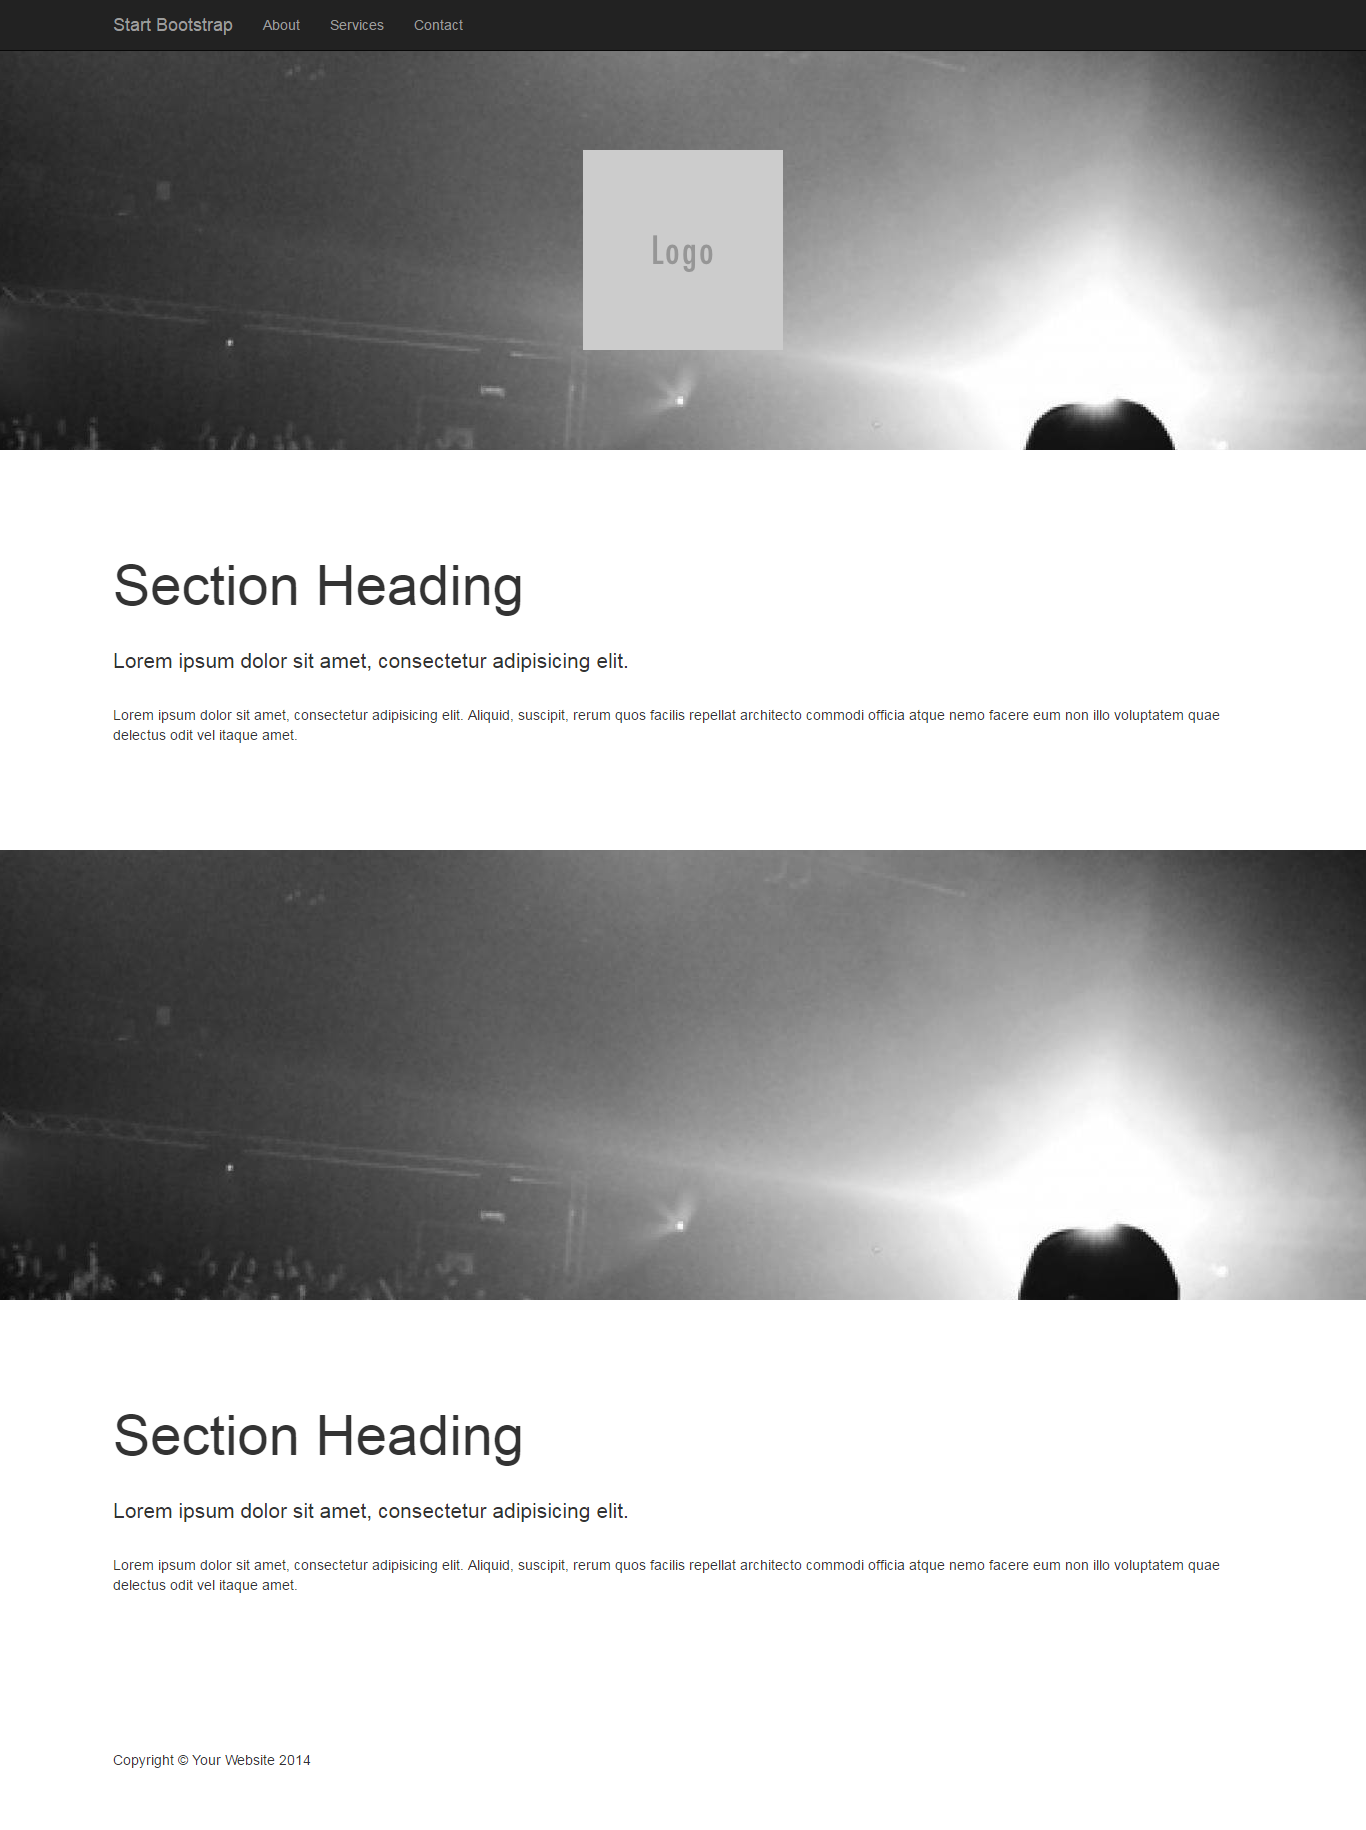 Start Bootstrap About Services Contact
Logo
Section Heading
Lorem ipsum dolor sit amet, consectetur adipisicing elit.
Lorem ipsum dolor sit amet, consectetur adipisicing elit. Aliquid, suscipit, rerum quos facilis repellat architecto commodi officia atque nemo facere eum non illo voluptatem quae
delectus odit vel itaque amet.
Section Heading
Lorem ipsum dolor sit amet, consectetur adipisicing elit.
Lorem ipsum dolor sit amet, consectetur adipisicing elit. Aliquid, suscipit, rerum quos facilis repellat architecto commodi officia atque nemo facere eum non illo voluptatem quae
delectus odit vel itaque amet.
Copyright © Your Website 2014